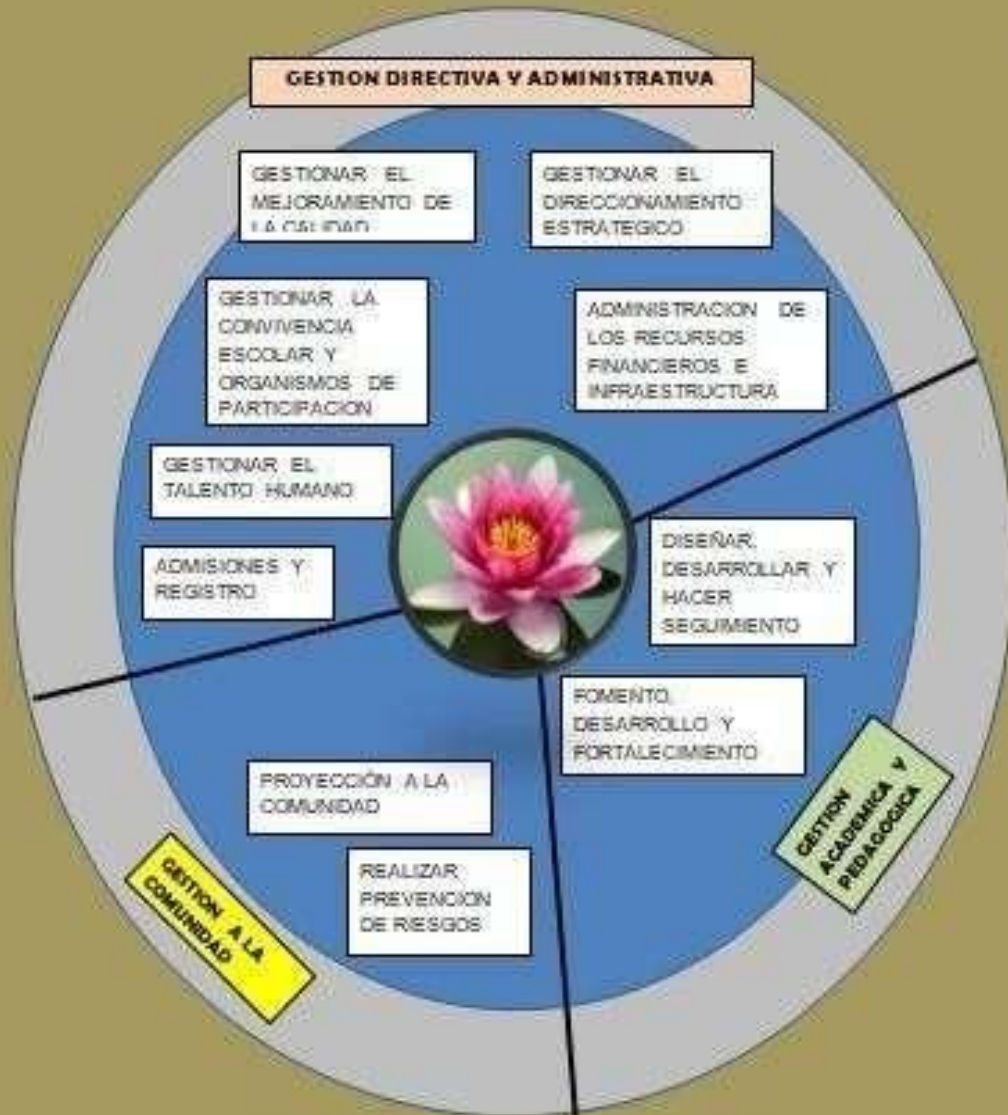 GESTION DIRECTIVA Y ADMINISTRATIVA
GESTIONAR EL
MEJORAMIENTO DE
LA CALIDAD
GESTIONAR EL
DIRECCIONAMIENTO
ESTRATEGICO
GESTIONAR LA
CONVIVENCIA
ESCOLAR Y
ORGANISMOS DE
PARTICIPACION
ADMINISTRACION DE
LOS RECURSOS
FINANCIEROS E
INFRAESTRUCTURA
GESTIONAR EL
TALENTO HUMANO
ADMISIONES Y
REGISTRO
DISEÑAR,
DESARROLLAR Y
HACER
SEGUIMIENTO
FOMENTO,
DESARROLLO Y
FORTALECIMIENTO
PROYECCIÓN A LA
COMUNIDAD
REALIZAR
PREVENCION
DE RIESGOS
GESTION A LA
COMUNIDAD
GESTION
ACADEMICA Y
PEDAGOGICA